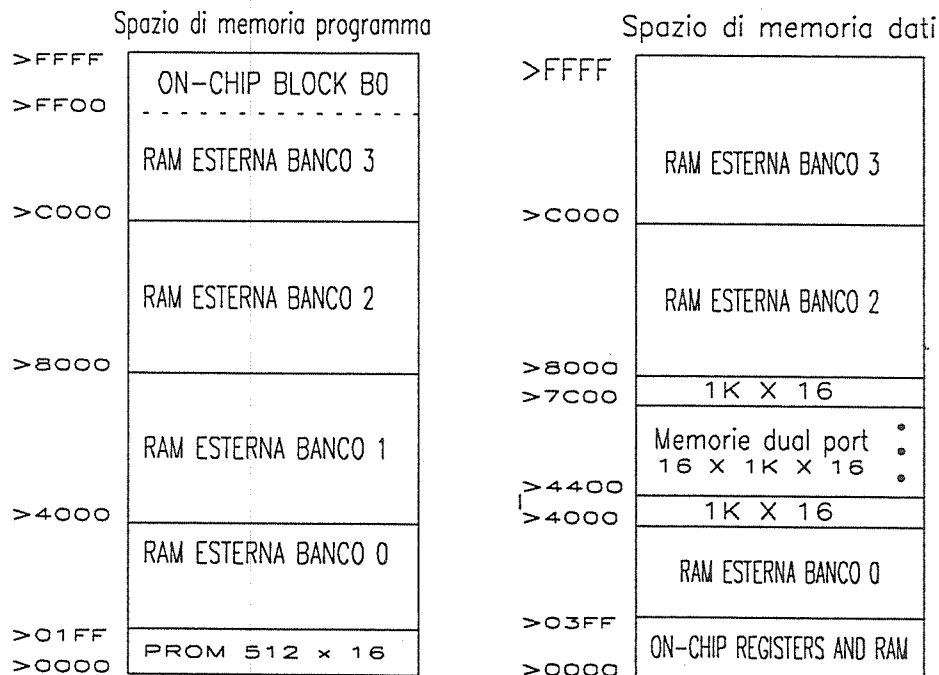 Spazio di memoria programma
>FFFF
ON-CHIP BLOCK B0
>FF00
RAM ESTERNA BANCO 3
>C000
RAM ESTERNA BANCO 2
>8000
RAM ESTERNA BANCO 1
>4000
RAM ESTERNA BANCO 0
>01FF
PROM 512 x 16
>0000
Spazio di memoria dati
>FFFF
RAM ESTERNA BANCO 3
>C000
RAM ESTERNA BANCO 2
>8000
>7C00
1K X 16
Memorie dual port
16 X 1K X 16
>4400
>4000
1K X 16
RAM ESTERNA BANCO 0
>03FF
ON-CHIP REGISTERS AND RAM
>0000